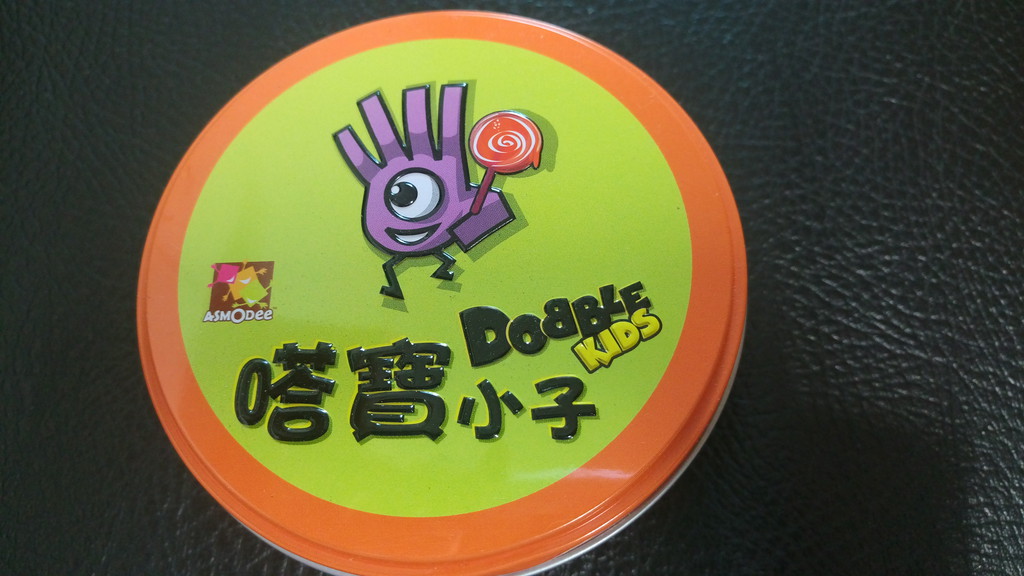 ASMODee
DOBBLE
KIDS
嗒寶小子